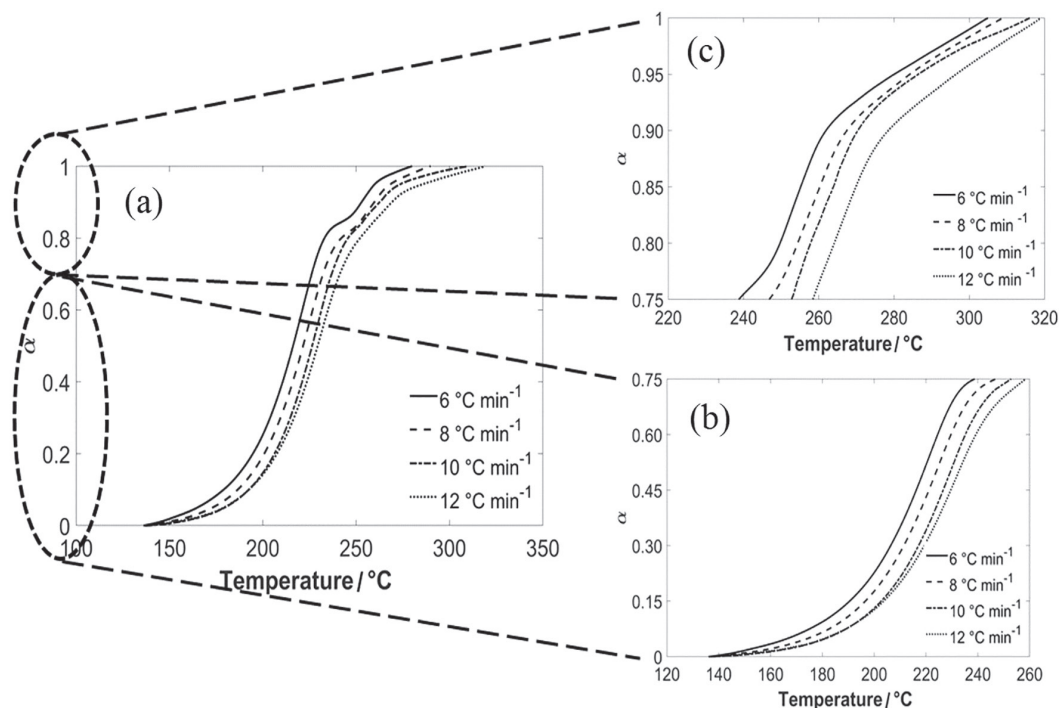 (a)
1
0.8
0.6
0.4
0.2
0
α
100
150
200
250
300
350
Temperature/ °C
6 °C min-1
8 °C min-1
10 °C min-1
12 °C min-1
(c)
1
0.95
0.90
0.85
0.80
0.75
α
220
240
260
280
300
320
Temperature/ °C
6 °C min -1
8 °C min -1
10 °C min -1
12 °C min -1
(b)
0.75
0.60
0.45
0.30
0.15
0
α
120
140
160
180
200
220
240
260
Temperature/ °C
6 °C min-1
8 °C min-1
10 °C min-1
12 °C min-1